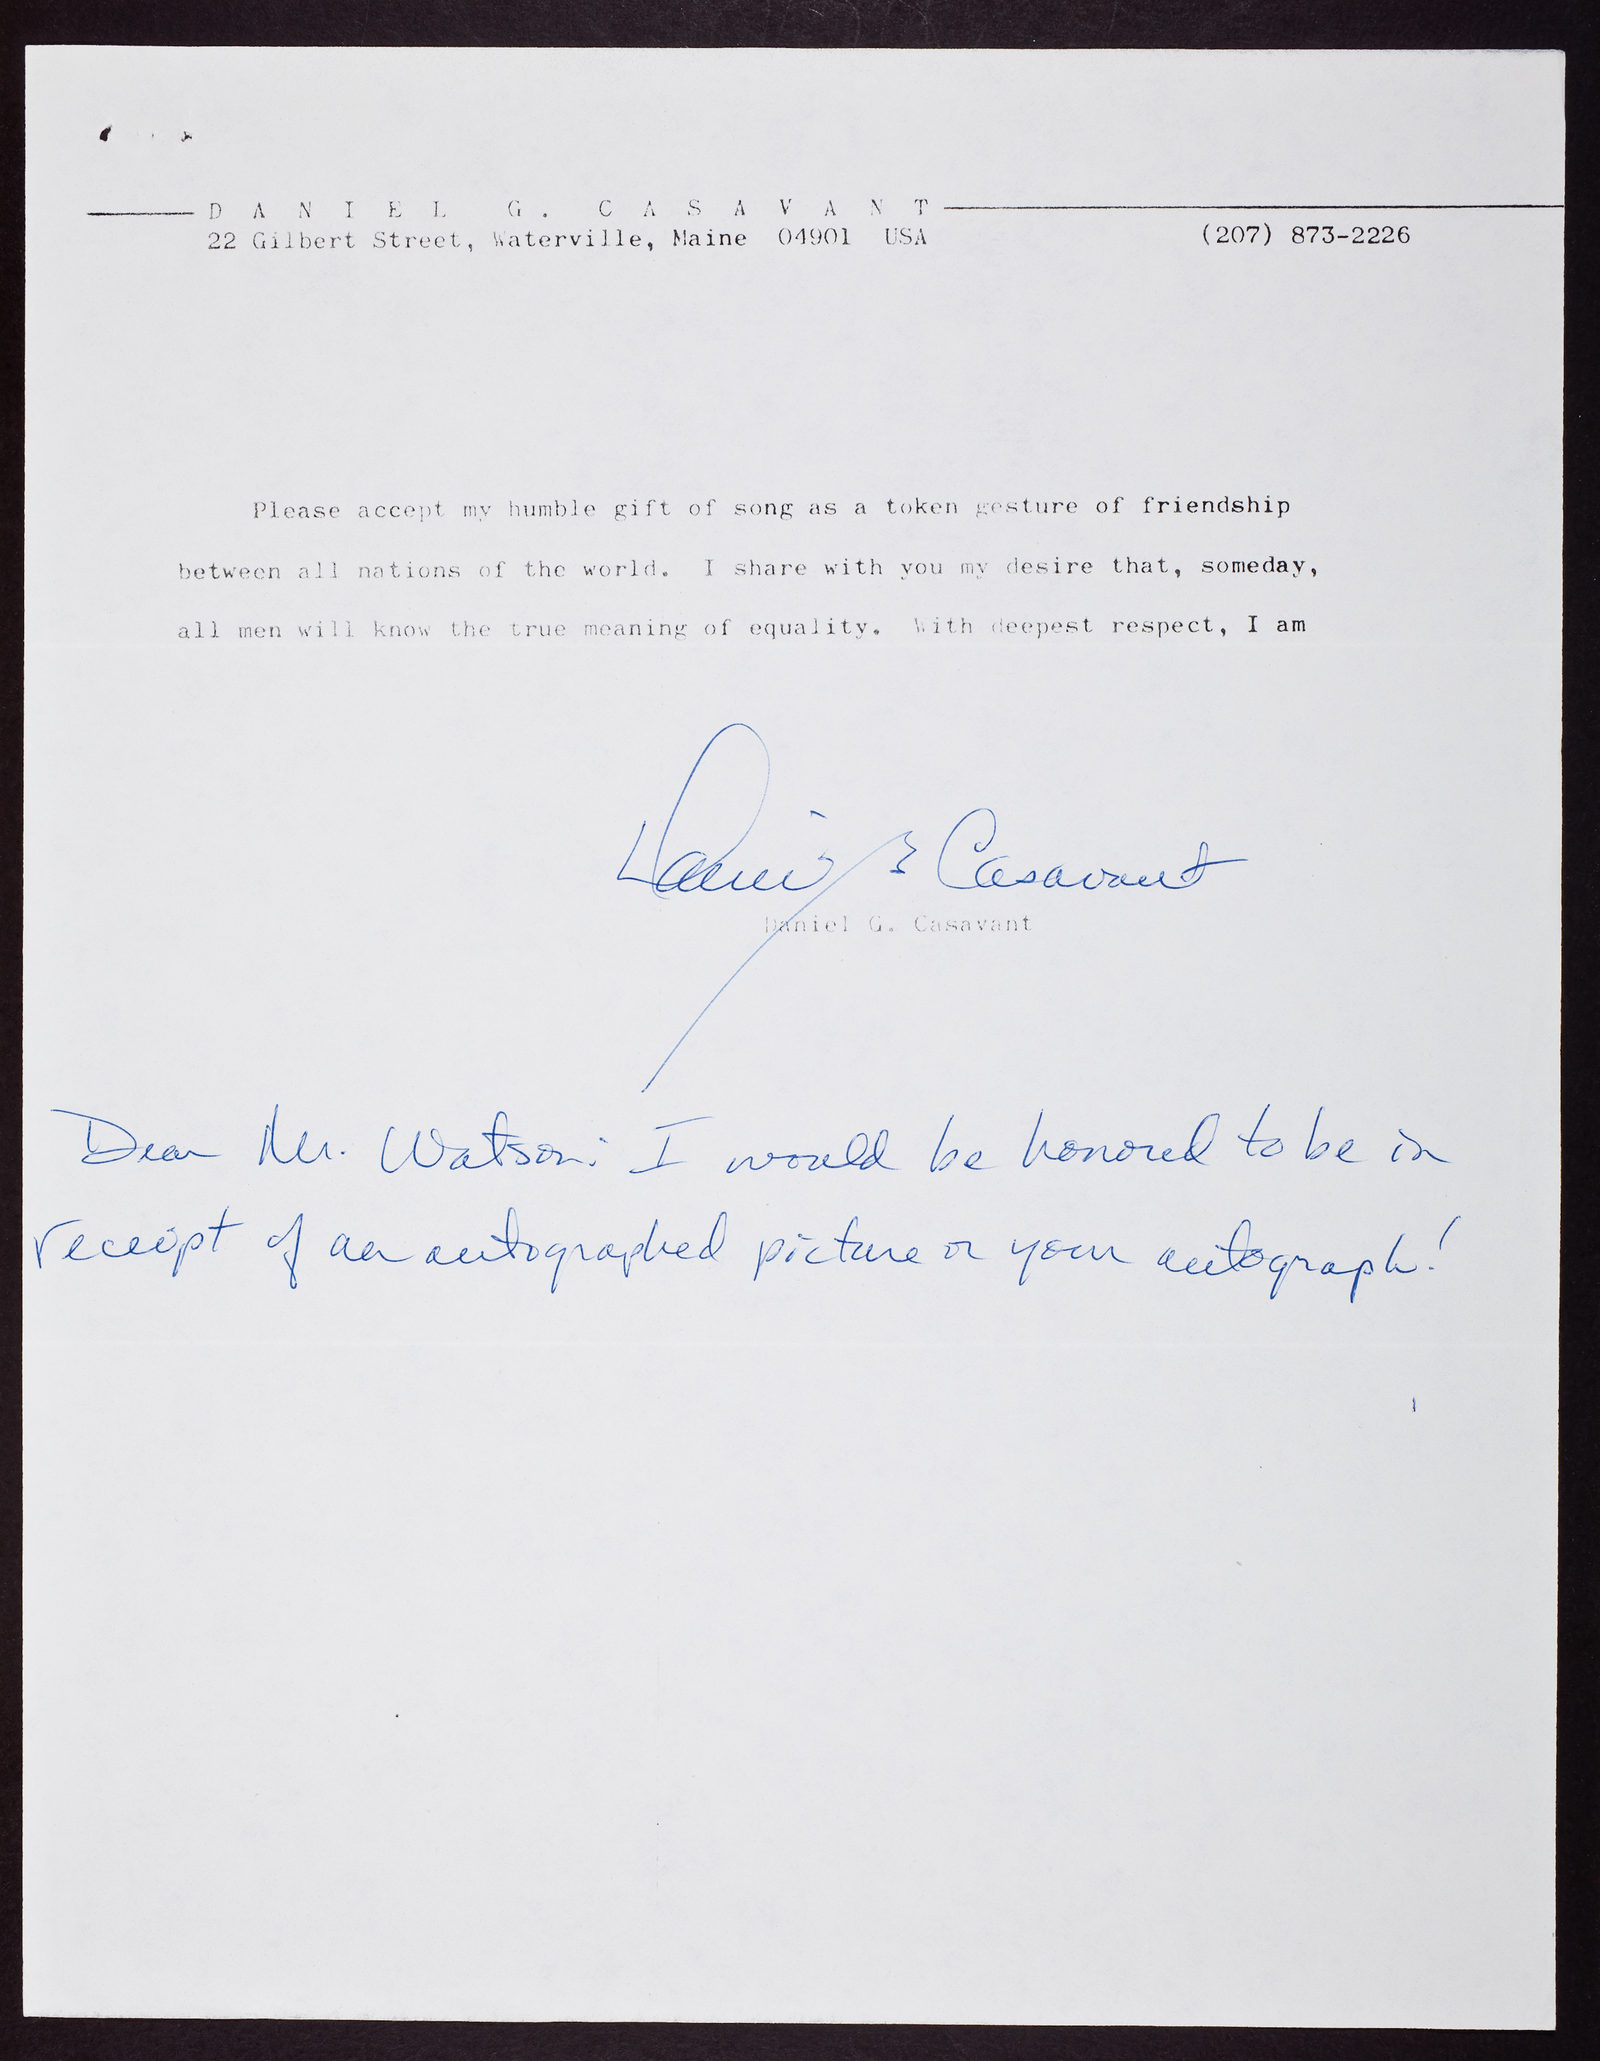 DANIEL G. CASAVANT
22 Gilbert Street, Waterville, Maine 04901 USA (207) 873-2226
Please accept my humble gift of song as a token gesture of friendship
between all nations of the world. I share with you my desire that, someday,
all men will know the true meaning of equality. With deepest respect, I am
Daniel G Casavant
Daniel G. Casavant
Dear Mr. Watson: I would be honored to be in
receipt of an autographed picture or your autograph!